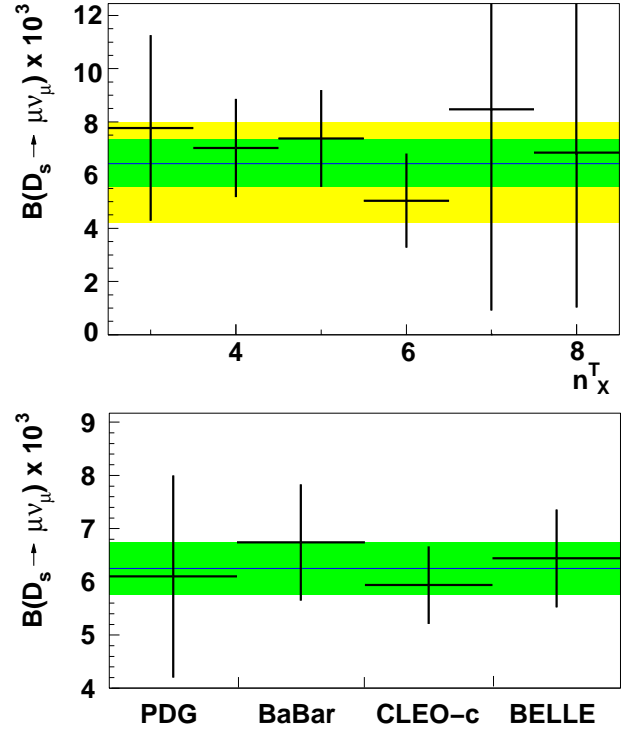 B(D_s → μν_μ) x 10^3
12
10
8
6
4
2
0
4 6 8
n^T_X
B(D_s → μν_μ) x 10^3
9
8
7
6
5
4
PDG BaBar CLEO−c BELLE